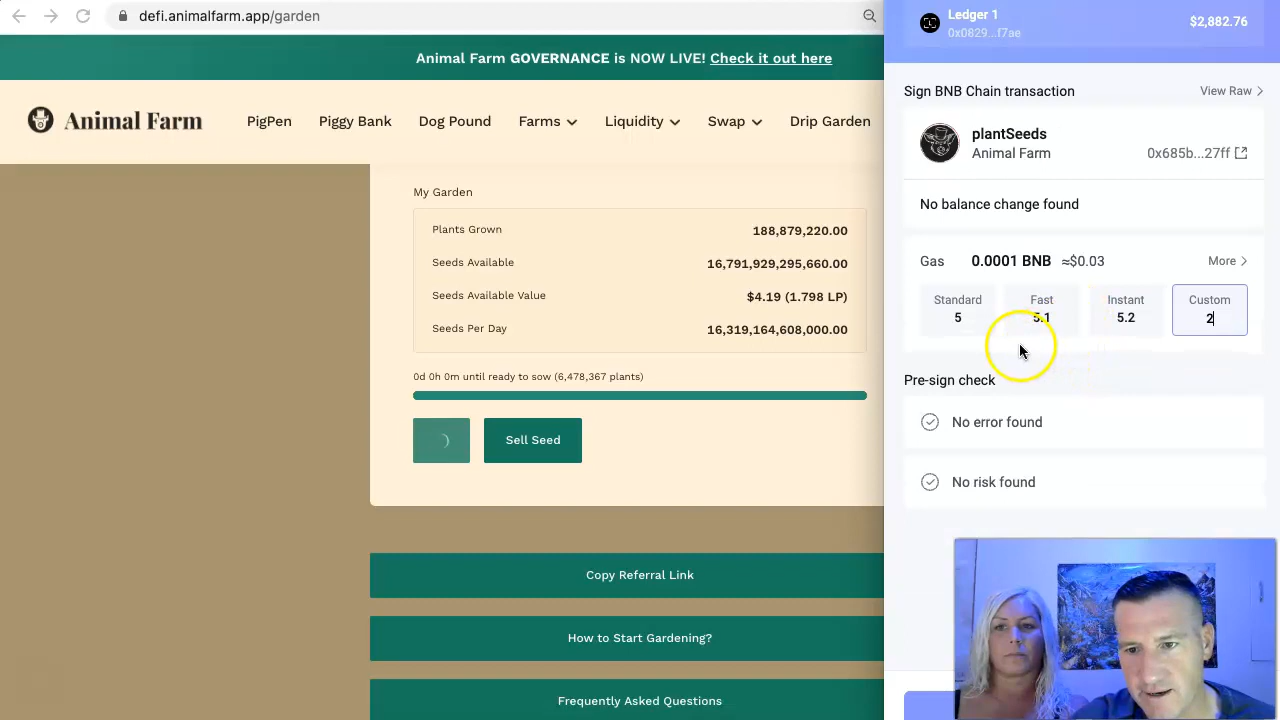 defi.animalfarm.app/garden
Animal Farm GOVERNANCE is NOW LIVE! Check it out here
Animal Farm
PigPen
Piggy Bank
Dog Pound
Farms
Liquidity
Swap
Drip Garden
My Garden
Plants Grown 188,879,220.00
Seeds Available 16,791,929,295,660.00
Seeds Available Value $4.19 (1.798 LP)
Seeds Per Day 16,319,164,608,000.00
0d 0h 0m until ready to sow (6,478,367 plants)
Sell Seed
Copy Referral Link
How to Start Gardening?
Frequently Asked Questions
Ledger 1 $2,882.76
0x0829...f7ae
Sign BNB Chain transaction View Raw
plantSeeds
Animal Farm 0x685b...27ff
No balance change found
Gas 0.0001 BNB ≈$0.03 More
Standard Fast Instant Custom
5 5.1 5.2 2
Pre-sign check
No error found
No risk found